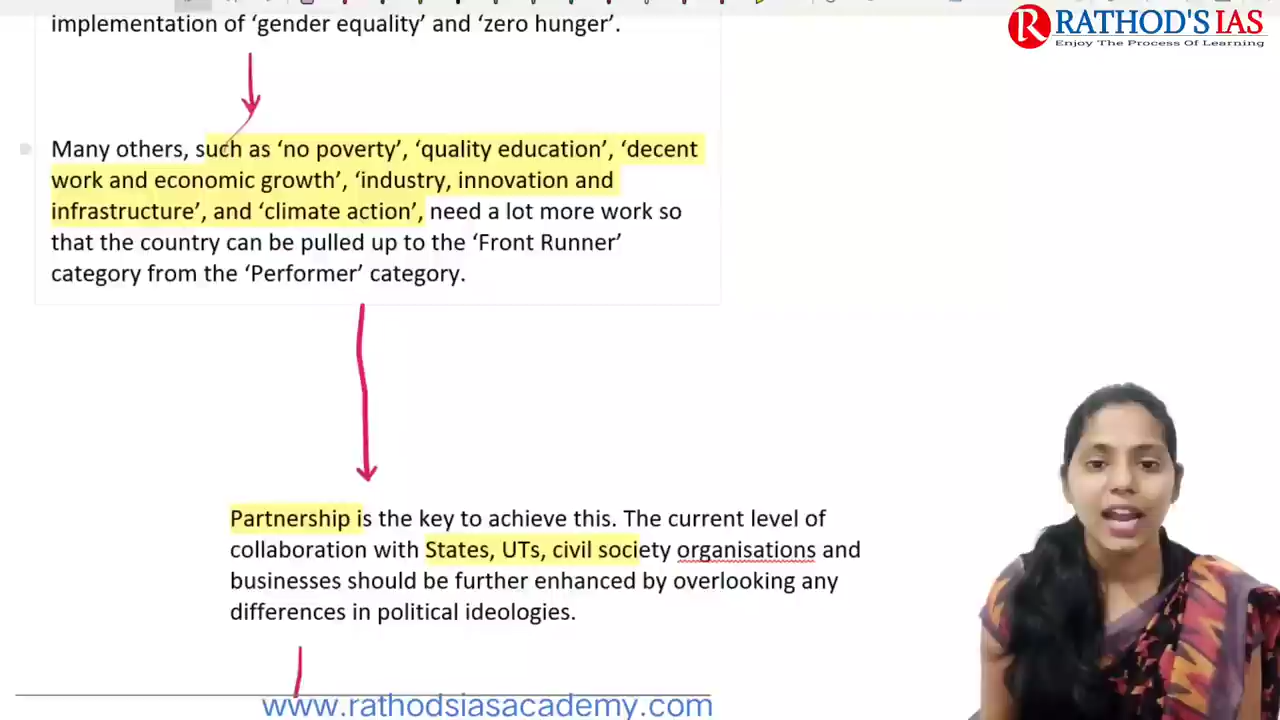 implementation of ‘gender equality’ and ‘zero hunger’.
RATHOD'S IAS
Enjoy The Process Of Learning
Many others, such as ‘no poverty’, ‘quality education’, ‘decent
work and economic growth’, ‘industry, innovation and
infrastructure’, and ‘climate action’, need a lot more work so
that the country can be pulled up to the ‘Front Runner’
category from the ‘Performer’ category.
Partnership is the key to achieve this. The current level of
collaboration with States, UTs, civil society organisations and
businesses should be further enhanced by overlooking any
differences in political ideologies.
www.rathodsiasacademy.com